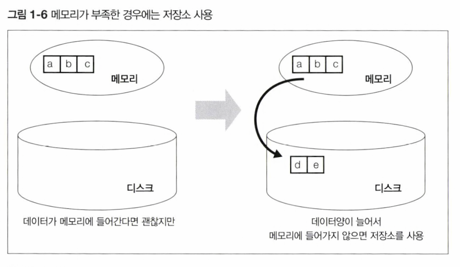 그림 1-6 메모리가 부족한 경우에는 저장소 사용
a b c
메모리
디스크
데이터가 메모리에 들어간다면 괜찮지만
a b c
메모리
d e
디스크
데이터양이 늘어서
메모리에 들어가지 않으면 저장소를 사용